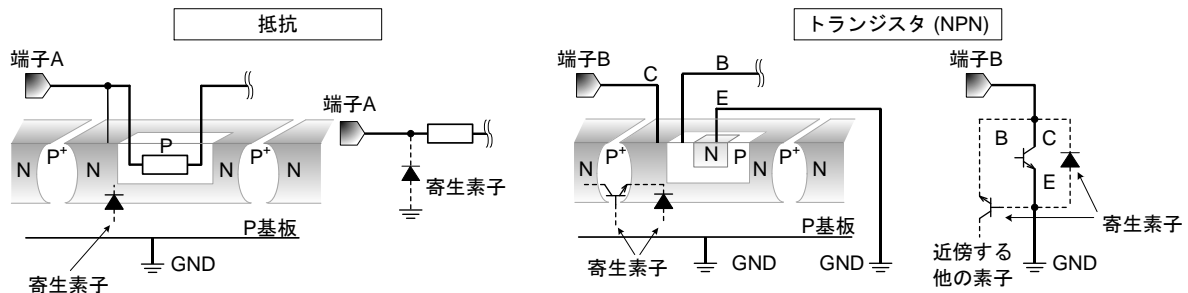 抵抗
端子A
N
P+
N
P
N
P+
N
P基板
GND
寄生素子
端子A
寄生素子
トランジスタ (NPN)
端子B
C
B
E
N
P+
N
N
P
N
P+
N
P基板
寄生素子
GND
GND
端子B
B
C
E
寄生素子
近傍する
他の素子
GND